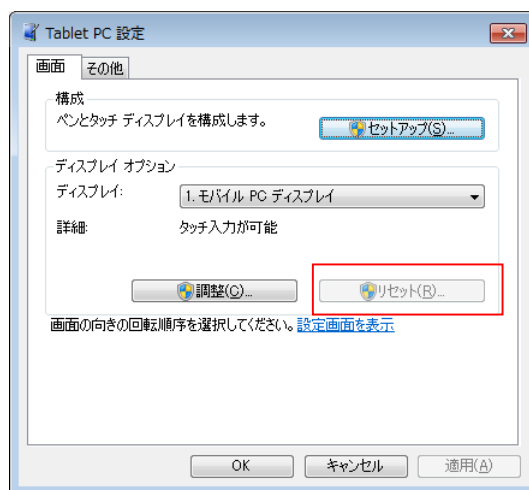 Tablet PC 設定
画面 その他
構成
ペンとタッチ ディスプレイを構成します。
セットアップ(S)...
ディスプレイ オプション
ディスプレイ: 1. モバイル PC ディスプレイ
詳細: タッチ入力が可能
調整(C)... リセット(R)...
画面の向きの回転順序を選択してください。設定画面を表示
OK キャンセル 適用(A)